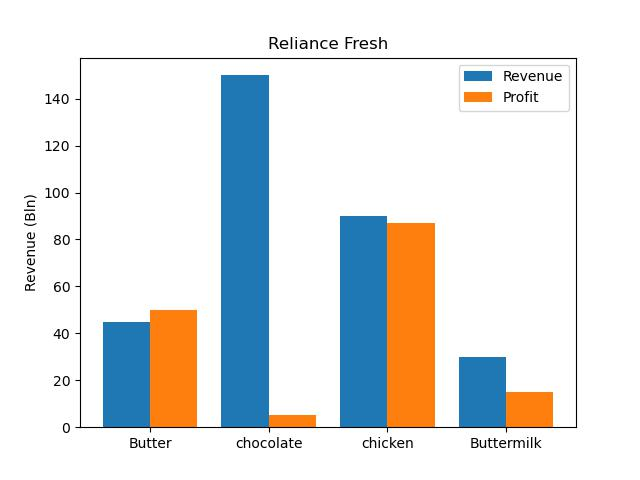 Reliance Fresh
Revenue
Profit
Revenue (Bln)
140
120
100
80
60
40
20
0
Butter chocolate chicken Buttermilk